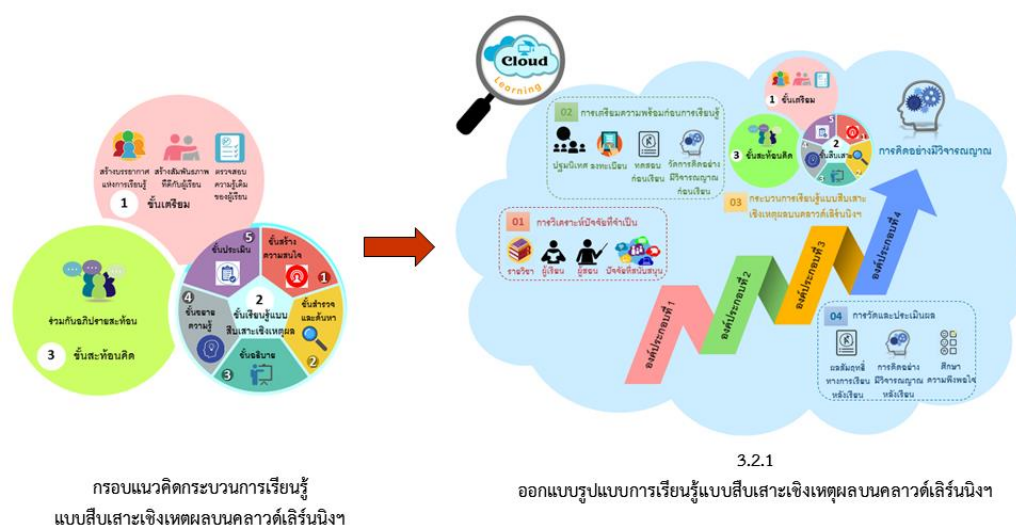 สร้างบรรยากาศ
แห่งการเรียนรู้
สร้างสัมพันธภาพ
ที่ดีกับผู้เรียน
ตรวจสอบ
ความรู้เดิม
ของผู้เรียน
1 ขั้นเตรียม
5
ขั้นประเมิน
ขั้นสร้าง
ความสนใจ
1
4
ขั้นขยาย
ความรู้
2
ขั้นเรียนรู้แบบ
สืบเสาะเชิงเหตุผล
ขั้นสำรวจ
และค้นหา
2
ขั้นอธิบาย
3
ร่วมกันอภิปรายสะท้อน
3 ขั้นสะท้อนคิด
กรอบแนวคิดกระบวนการเรียนรู้
แบบสืบเสาะเชิงเหตุผลบนคลาวด์เลิร์นนิงฯ
Cloud
Learning
02 การเตรียมความพร้อมก่อนการเรียนรู้
ปฐมนิเทศ
ลงทะเบียน
ทดสอบ
ก่อนเรียน
วัดการคิดอย่าง
มีวิจารณญาณ
ก่อนเรียน
1 ขั้นเตรียม
5
2
ขั้นสืบเสาะ
3 ขั้นสะท้อนคิด
การคิดอย่างมีวิจารณญาณ
03 กระบวนการเรียนรู้แบบสืบเสาะ
เชิงเหตุผลบนคลาวด์เลิร์นนิงฯ
01 การวิเคราะห์ปัจจัยที่จำเป็น
รายวิชา
ผู้เรียน
ผู้สอน
ปัจจัยที่สนับสนุน
องค์ประกอบที่ 1
องค์ประกอบที่ 2
องค์ประกอบที่ 3
องค์ประกอบที่ 4
04 การวัดและประเมินผล
ผลสัมฤทธิ์
ทางการเรียน
หลังเรียน
การคิดอย่าง
มีวิจารณญาณ
หลังเรียน
ศึกษา
ความพึงพอใจ
3.2.1
ออกแบบรูปแบบการเรียนรู้แบบสืบเสาะเชิงเหตุผลบนคลาวด์เลิร์นนิงฯ